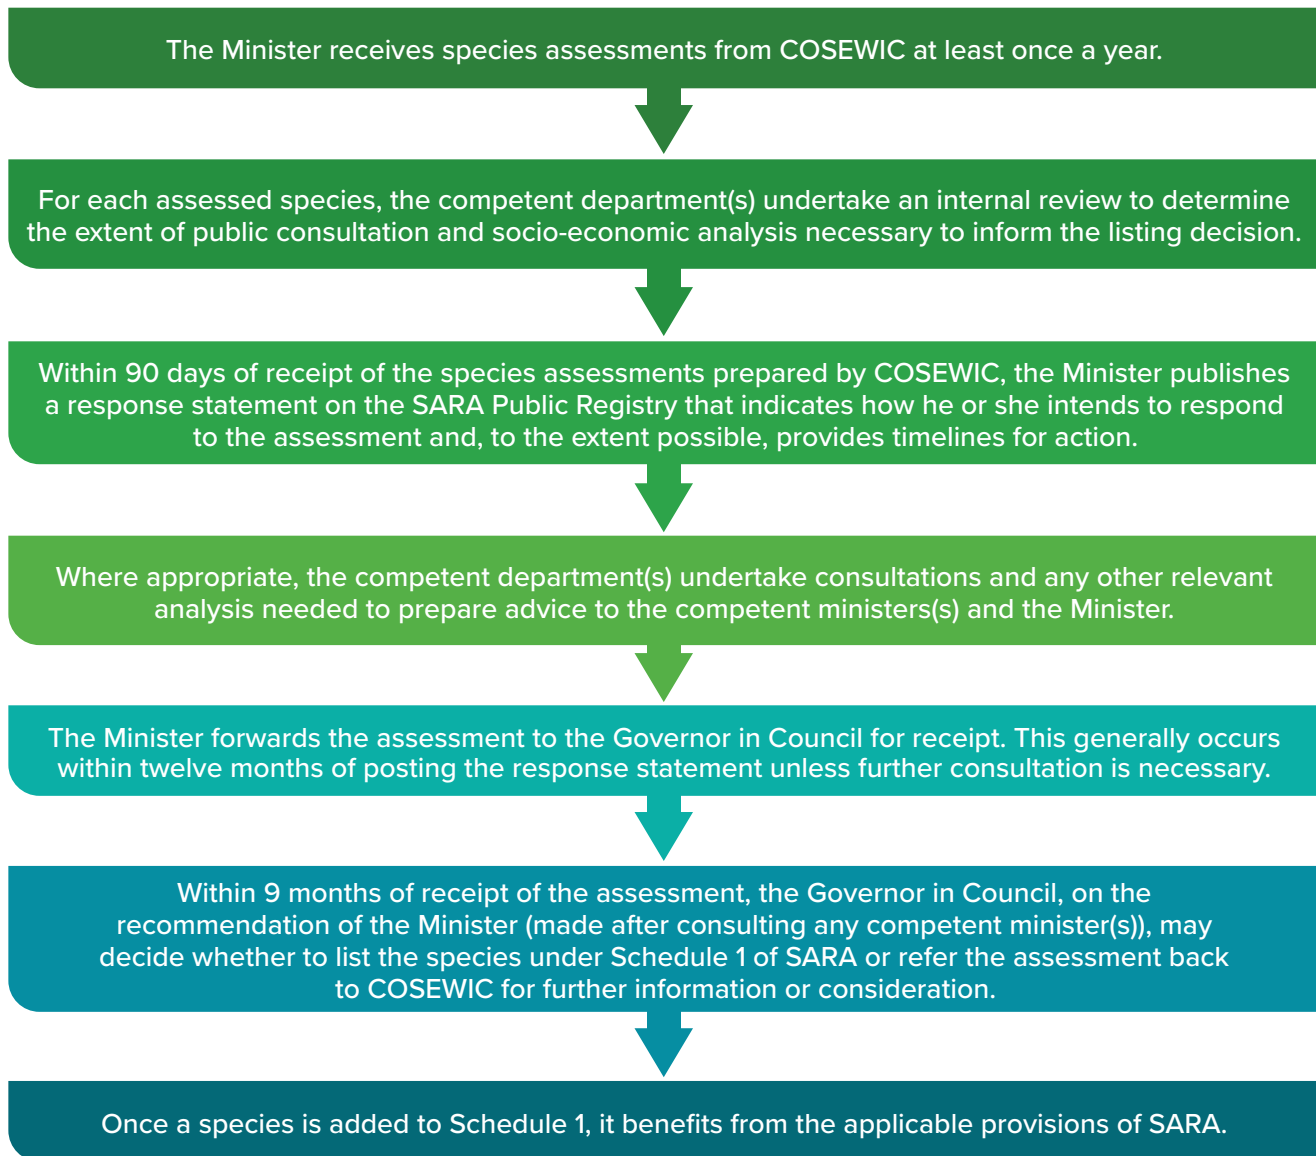 The Minister receives species assessments from COSEWIC at least once a year.
For each assessed species, the competent department(s) undertake an internal review to determine
the extent of public consultation and socio-economic analysis necessary to inform the listing decision.
Within 90 days of receipt of the species assessments prepared by COSEWIC, the Minister publishes
a response statement on the SARA Public Registry that indicates how he or she intends to respond
to the assessment and, to the extent possible, provides timelines for action.
Where appropriate, the competent department(s) undertake consultations and any other relevant
analysis needed to prepare advice to the competent ministers(s) and the Minister.
The Minister forwards the assessment to the Governor in Council for receipt. This generally occurs
within twelve months of posting the response statement unless further consultation is necessary.
Within 9 months of receipt of the assessment, the Governor in Council, on the
recommendation of the Minister (made after consulting any competent minister(s)), may
decide whether to list the species under Schedule 1 of SARA or refer the assessment back
to COSEWIC for further information or consideration.
Once a species is added to Schedule 1, it benefits from the applicable provisions of SARA.